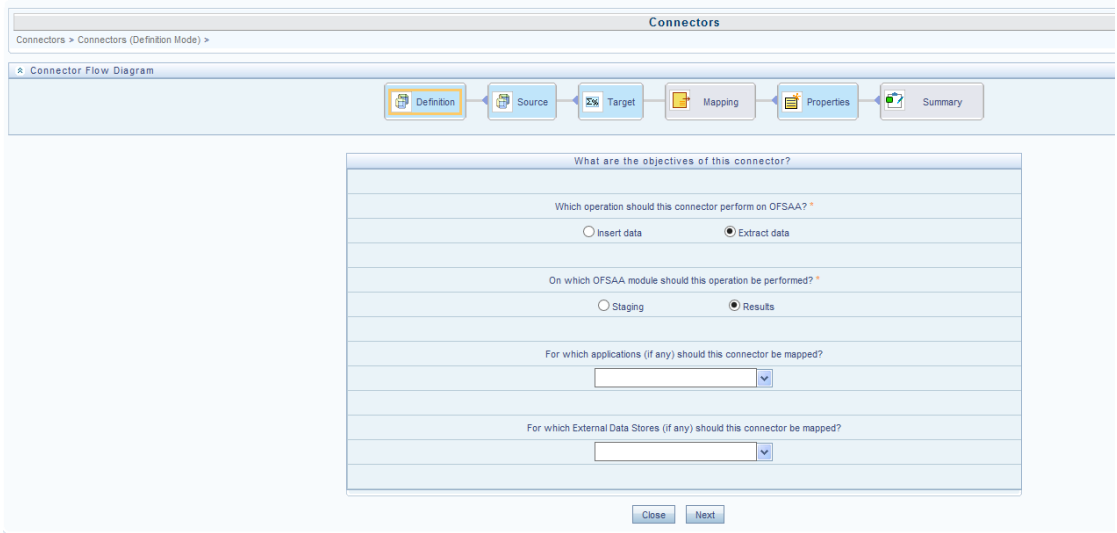 Connectors
Connectors > Connectors (Definition Mode) >
Connector Flow Diagram
Definition Source Target Mapping Properties Summary
What are the objectives of this connector?
Which operation should this connector perform on OFSAA? *
Insert data Extract data
On which OFSAA module should this operation be performed? *
Staging Results
For which applications (if any) should this connector be mapped?
For which External Data Stores (if any) should this connector be mapped?
Close Next